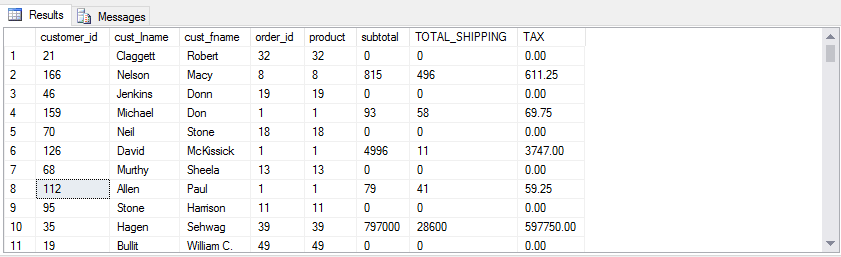 Results Messages
customer_id cust_lname cust_fname order_id product subtotal TOTAL_SHIPPING TAX
1 21 Claggett Robert 32 32 0 0 0.00
2 166 Nelson Macy 8 8 815 496 611.25
3 46 Jenkins Donn 19 19 0 0 0.00
4 159 Michael Don 1 1 93 58 69.75
5 70 Neil Stone 18 18 0 0 0.00
6 126 David McKissick 1 1 4996 11 3747.00
7 68 Murthy Sheela 13 13 0 0 0.00
8 112 Allen Paul 1 1 79 41 59.25
9 95 Stone Harrison 11 11 0 0 0.00
10 35 Hagen Sehwag 39 39 797000 28600 597750.00
11 19 Bullit William C. 49 49 0 0 0.00